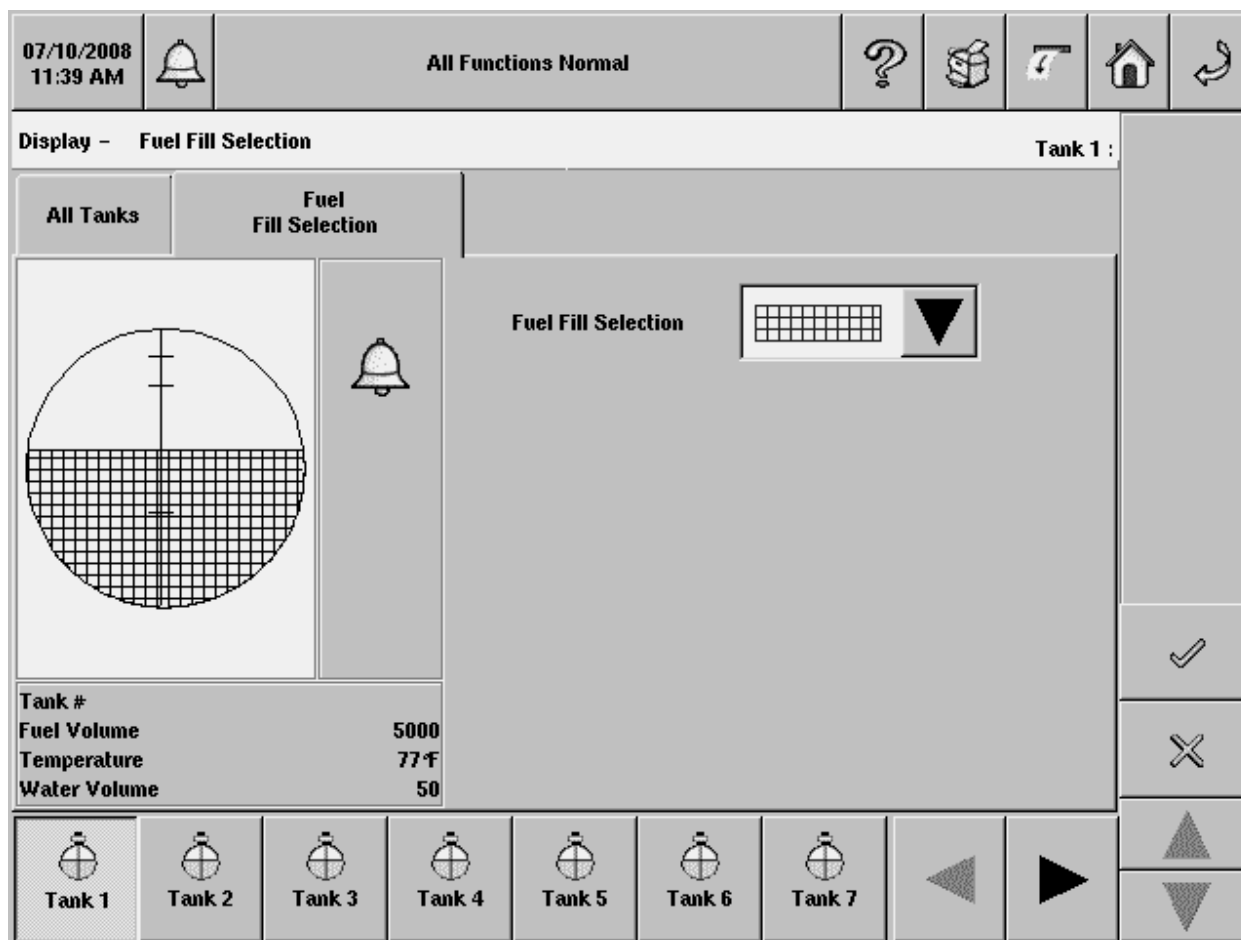 07/10/2008
11:39 AM
All Functions Normal
Display – Fuel Fill Selection
Tank 1 :
All Tanks
Fuel
Fill Selection
Fuel Fill Selection
Tank #
Fuel Volume 5000
Temperature 77°F
Water Volume 50
Tank 1
Tank 2
Tank 3
Tank 4
Tank 5
Tank 6
Tank 7